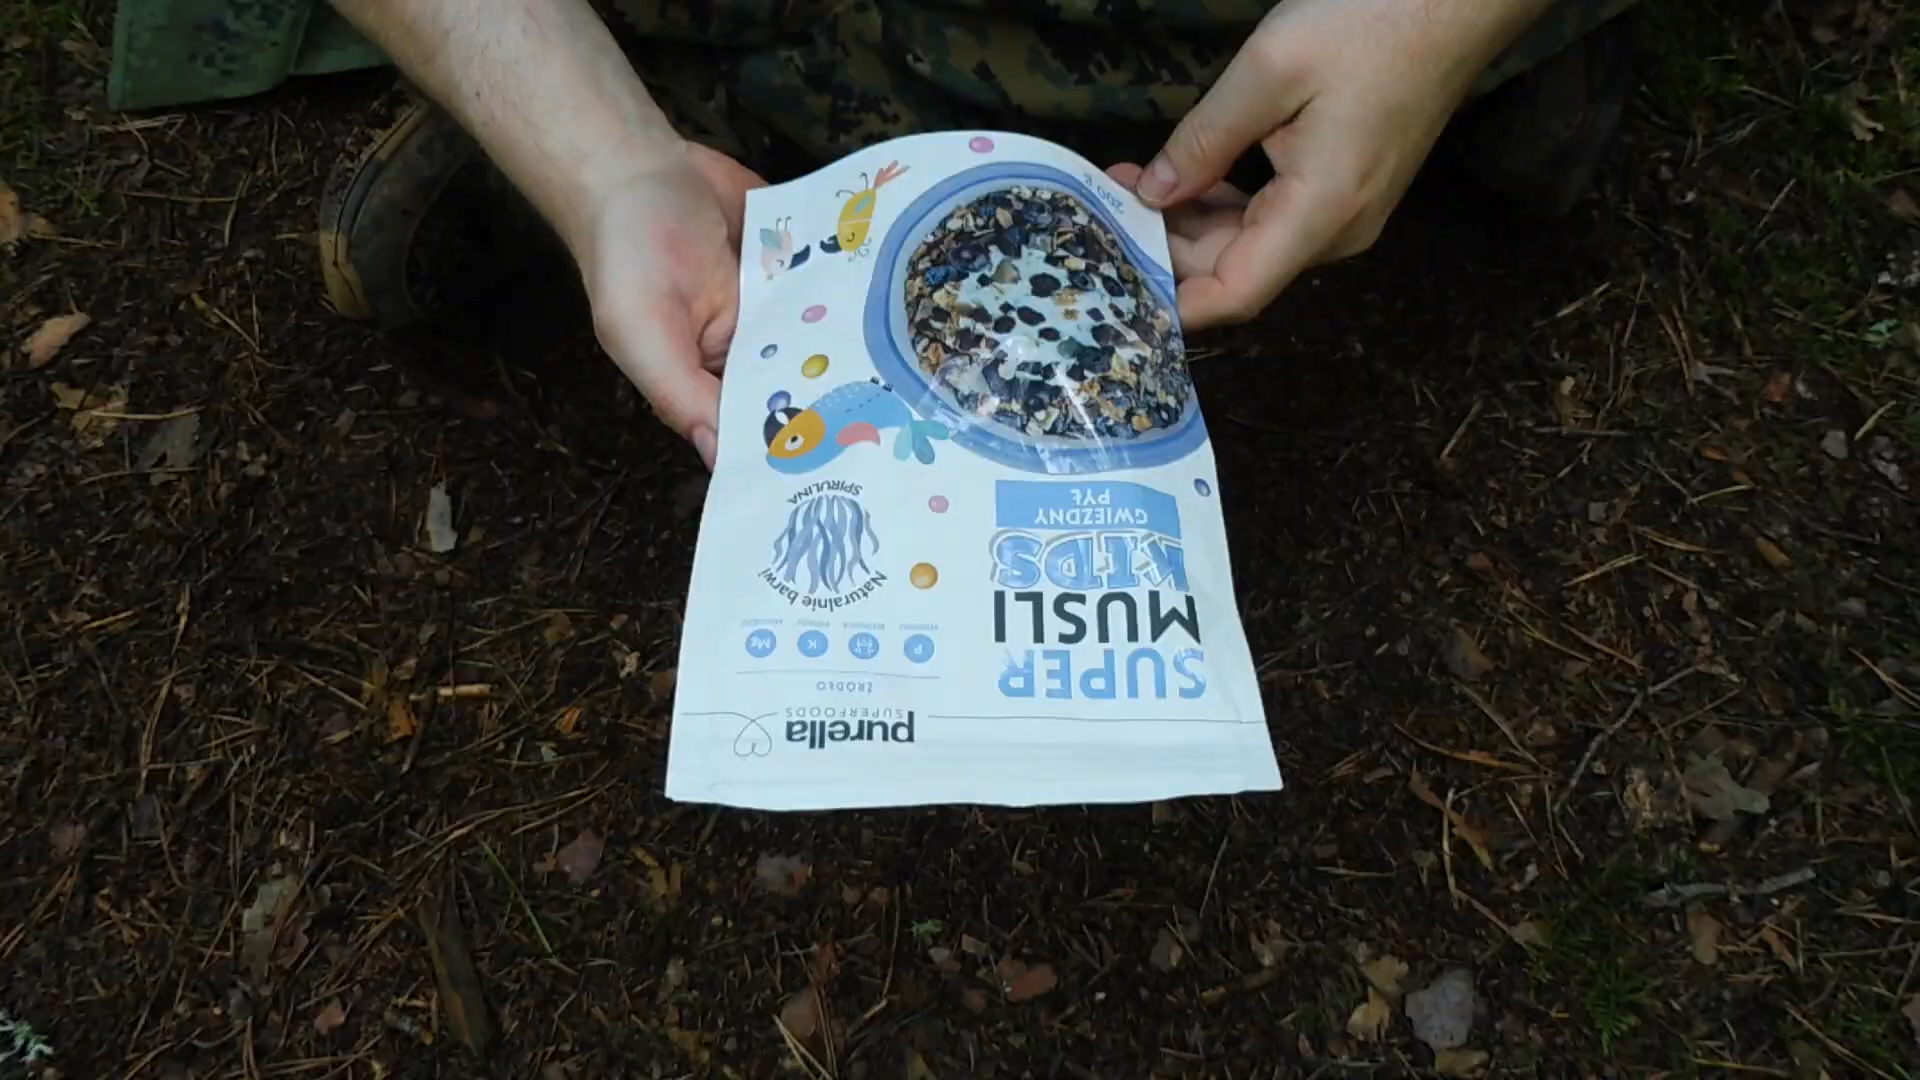 purella
SUPERFOODS
ŹRÓDŁO
P
K
Mg
SUPER
MUSLI
KIDS
GWIEZDNY
PYŁ
Naturalnie barwi
SPIRULINA
200 g